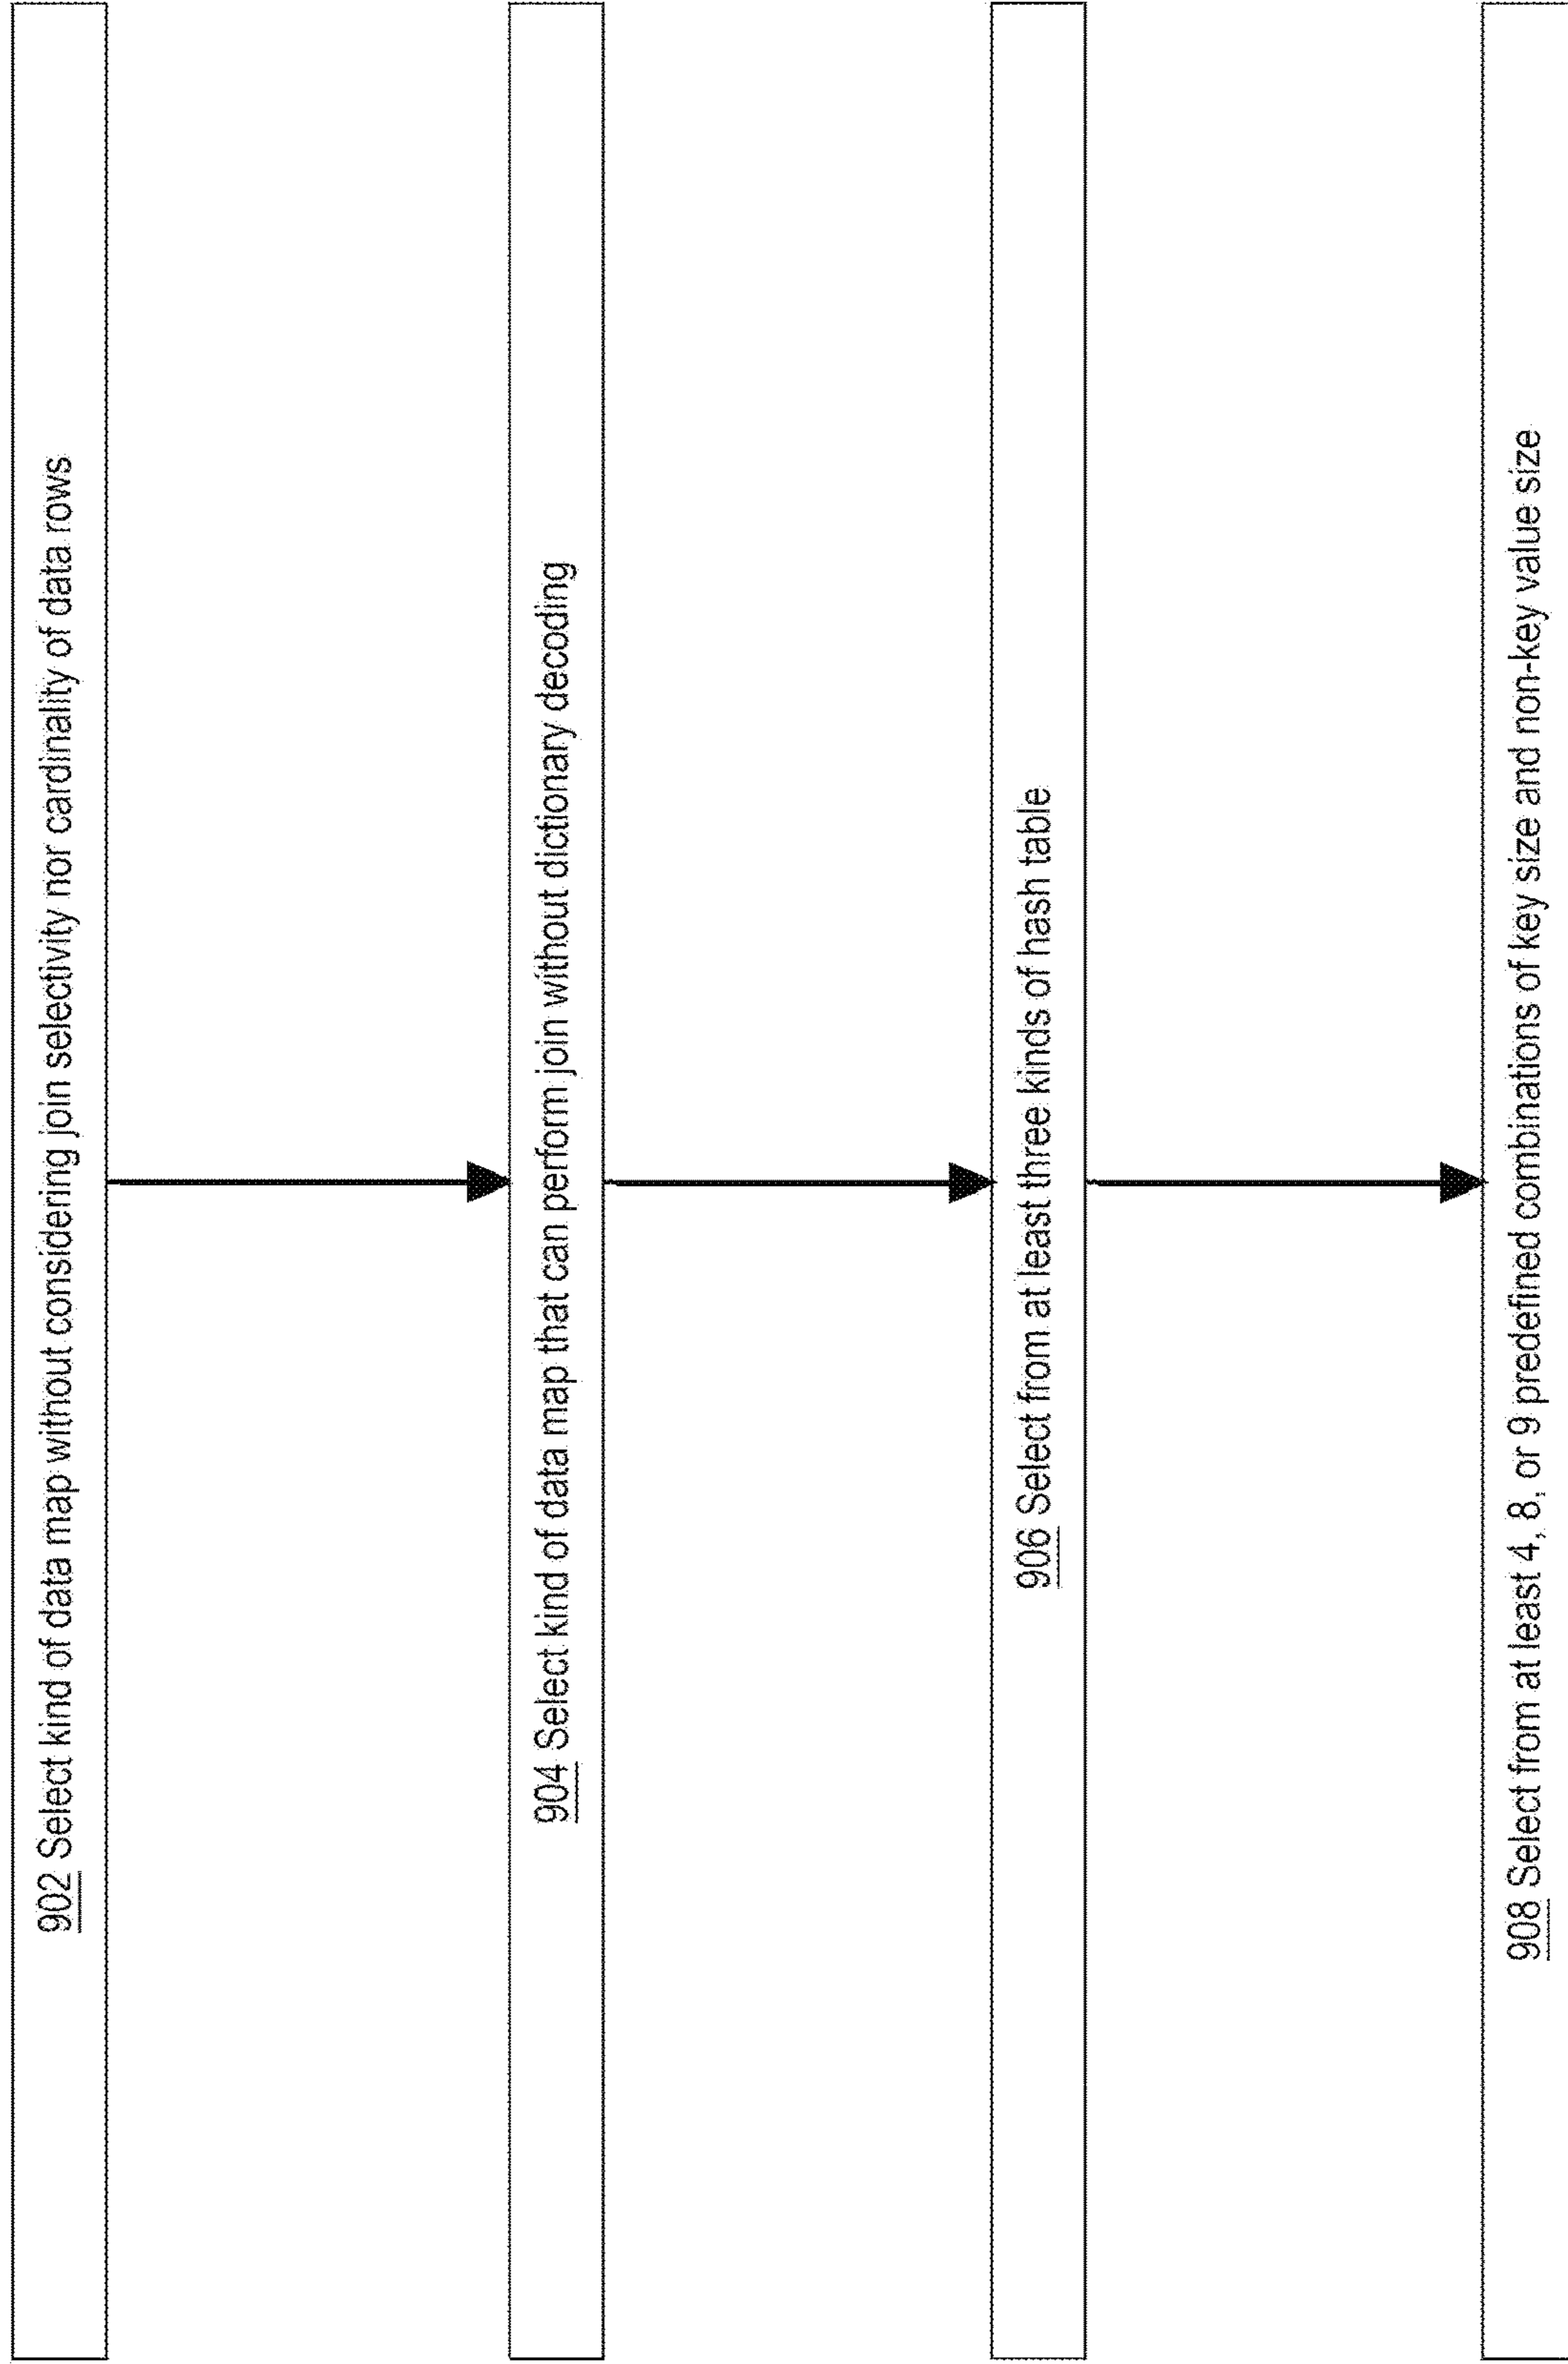 902 Select kind of data map without considering join selectivity nor cardinality of data rows
904 Select kind of data map that can perform join without dictionary decoding
906 Select from at least three kinds of hash table
908 Select from at least 4, 8, or 9 predefined combinations of key size and non-key value size